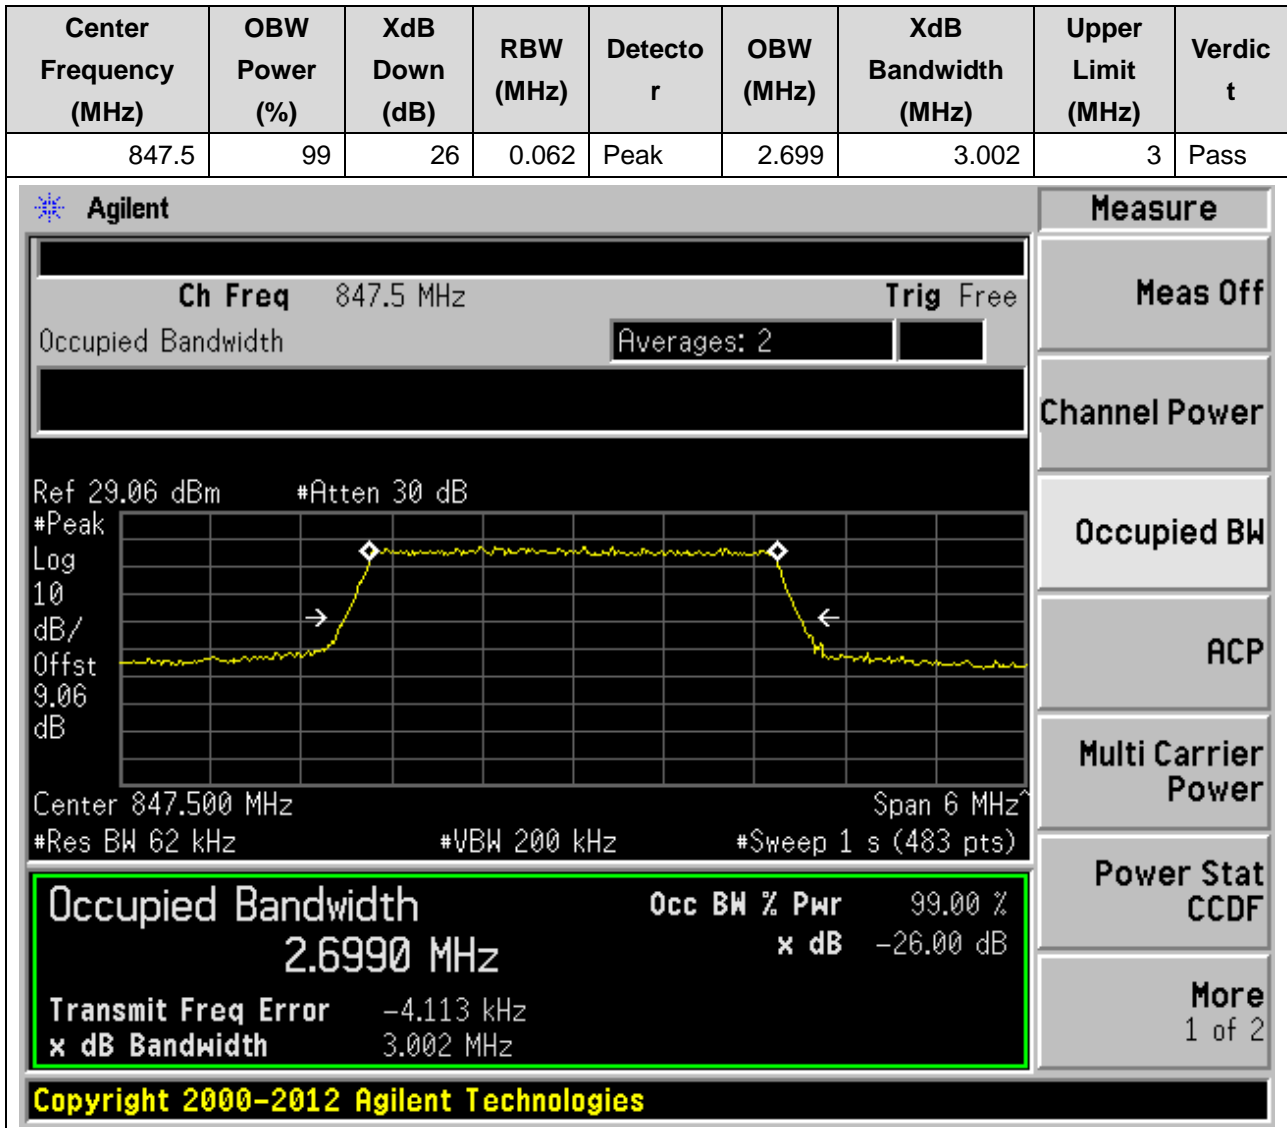 Center Frequency (MHz) OBW Power (%) XdB Down (dB) RBW (MHz) Detecto r OBW (MHz) XdB Bandwidth (MHz) Upper Limit (MHz) Verdic t
847.5 99 26 0.062 Peak 2.699 3.002 3 Pass
Agilent
Measure
Ch Freq 847.5 MHz Trig Free
Meas Off
Occupied Bandwidth Averages: 2
Channel Power
Ref 29.06 dBm #Atten 30 dB
#Peak
Log
10
dB/
Offst
9.06
dB
Occupied BW
ACP
Multi Carrier
Power
Center 847.500 MHz Span 6 MHz^
#Res BW 62 kHz #VBW 200 kHz #Sweep 1 s (483 pts)
Power Stat
CCDF
Occupied Bandwidth Occ BW % Pwr 99.00 %
2.6990 MHz x dB -26.00 dB
Transmit Freq Error -4.113 kHz
x dB Bandwidth 3.002 MHz
More
1 of 2
Copyright 2000-2012 Agilent Technologies